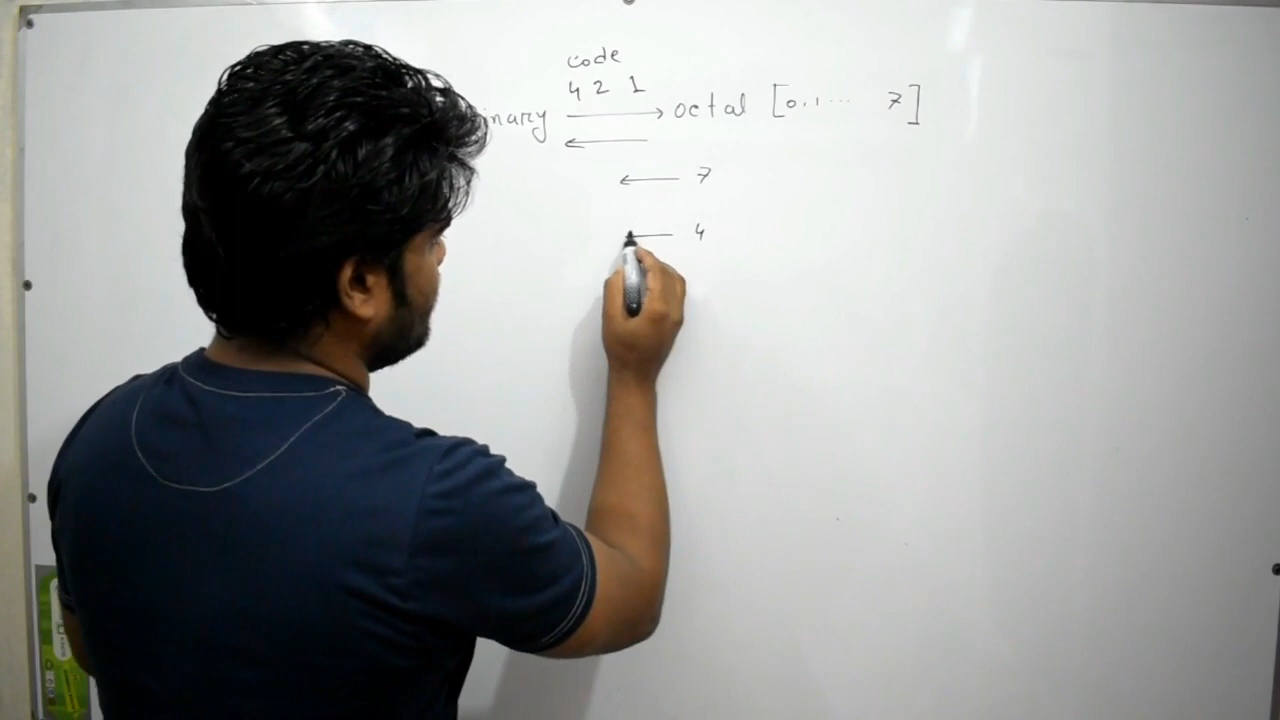 code
4 2 1
inary → octal [0,1... 7]
←
← 7
← 4